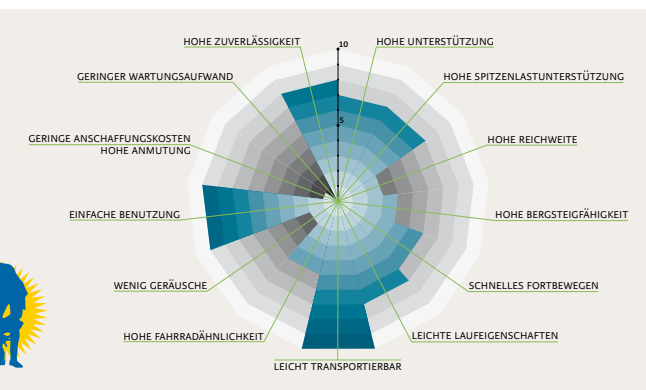 HOHE ZUVERLÄSSIGKEIT
10
HOHE UNTERSTÜTZUNG
GERINGER WARTUNGSAUFWAND
HOHE SPITZENLASTUNTERSTÜTZUNG
5
GERINGE ANSCHAFFUNGSKOSTEN
HOHE ANMUTUNG
HOHE REICHWEITE
EINFACHE BENUTZUNG
HOHE BERGSTEIGFÄHIGKEIT
WENIG GERÄUSCHE
SCHNELLES FORTBEWEGEN
HOHE FAHRRADÄHNLICHKEIT
LEICHTE LAUFEIGENSCHAFTEN
LEICHT TRANSPORTIERBAR